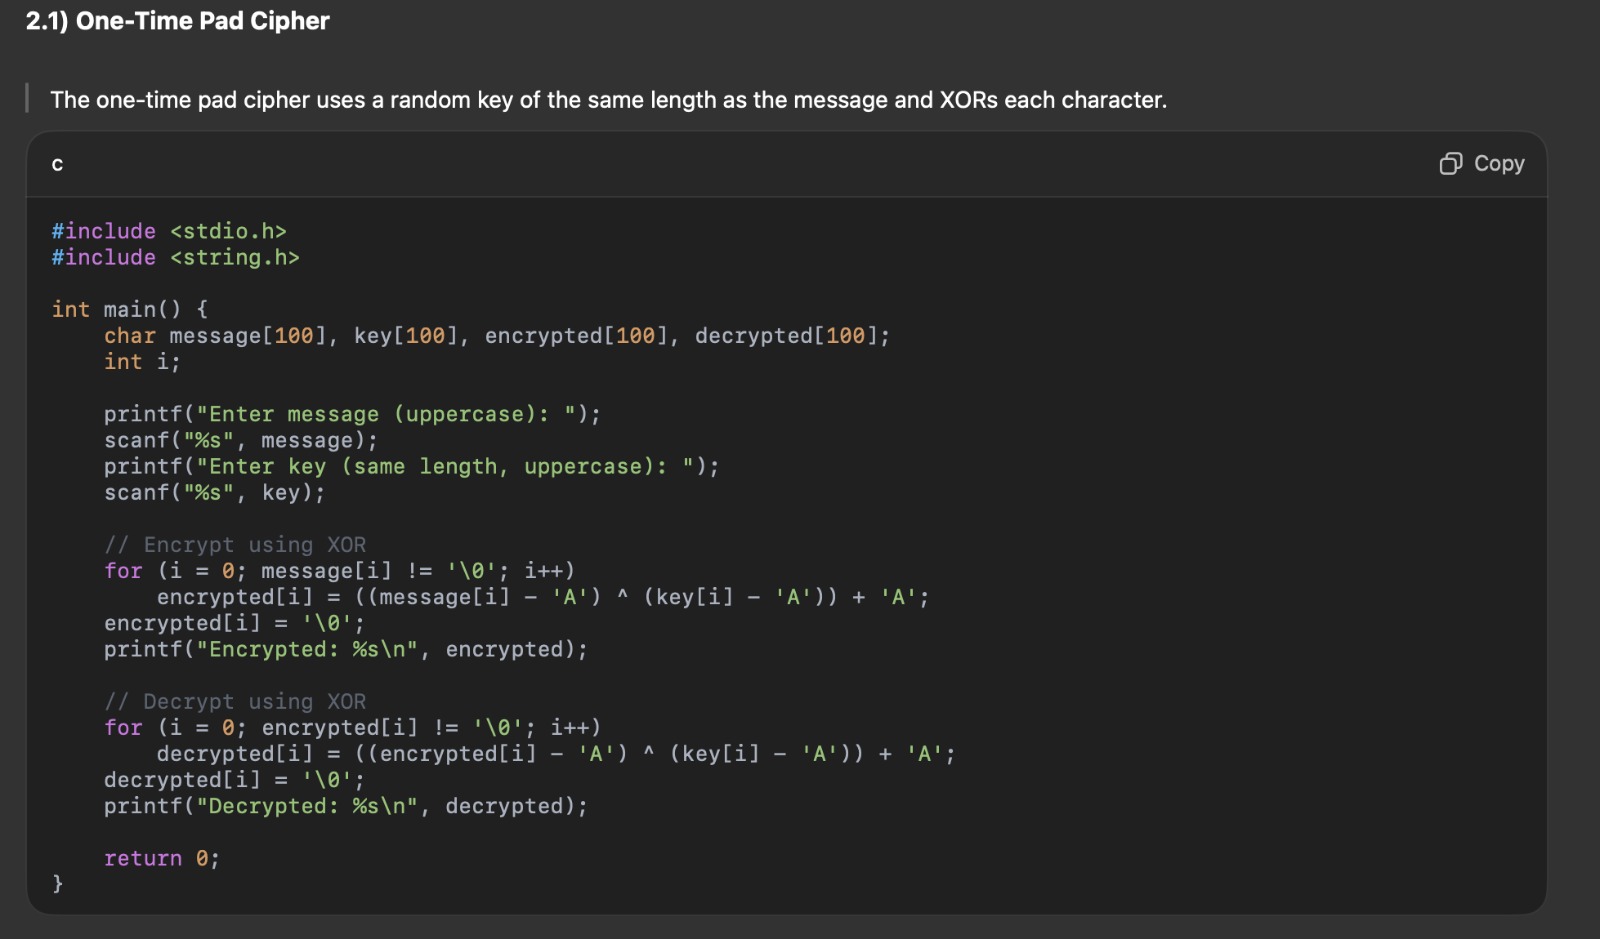 2.1) One-Time Pad Cipher
The one-time pad cipher uses a random key of the same length as the message and XORs each character.
c
Copy
#include <stdio.h>
#include <string.h>
int main() {
    char message[100], key[100], encrypted[100], decrypted[100];
    int i;
    printf("Enter message (uppercase): ");
    scanf("%s", message);
    printf("Enter key (same length, uppercase): ");
    scanf("%s", key);
    // Encrypt using XOR
    for (i = 0; message[i] != '\0'; i++)
        encrypted[i] = ((message[i] - 'A') ^ (key[i] - 'A')) + 'A';
    encrypted[i] = '\0';
    printf("Encrypted: %s\n", encrypted);
    // Decrypt using XOR
    for (i = 0; encrypted[i] != '\0'; i++)
        decrypted[i] = ((encrypted[i] - 'A') ^ (key[i] - 'A')) + 'A';
    decrypted[i] = '\0';
    printf("Decrypted: %s\n", decrypted);
    return 0;
}